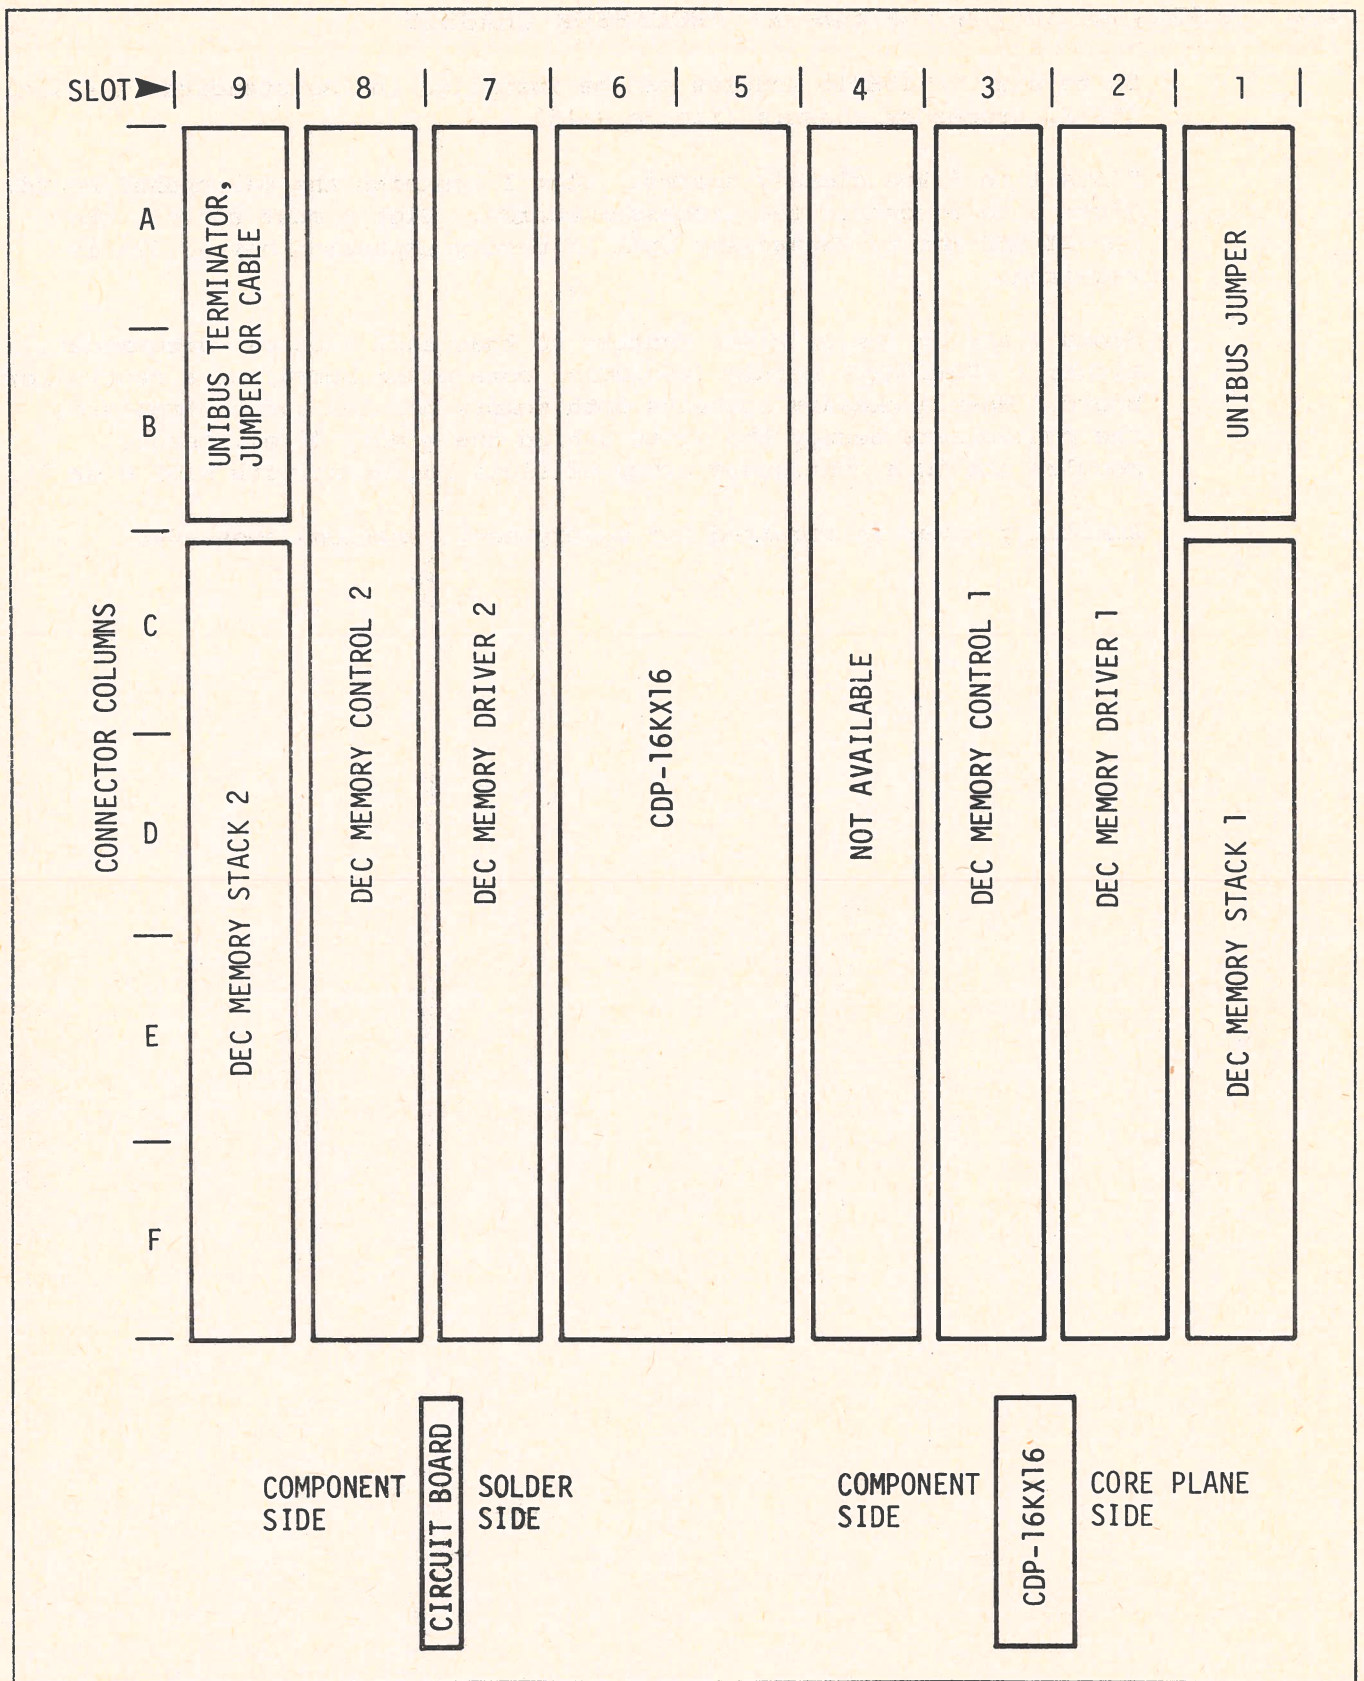 SLOT 9 8 7 6 5 4 3 2 1
CONNECTOR COLUMNS
A
B
C
D
E
F
UNIBUS TERMINATOR,
JUMPER OR CABLE
DEC MEMORY STACK 2
DEC MEMORY CONTROL 2
DEC MEMORY DRIVER 2
CDP-16KX16
NOT AVAILABLE
DEC MEMORY CONTROL 1
DEC MEMORY DRIVER 1
UNIBUS JUMPER
DEC MEMORY STACK 1
COMPONENT
SIDE
CIRCUIT BOARD
SOLDER
SIDE
COMPONENT
SIDE
CDP-16KX16
CORE PLANE
SIDE